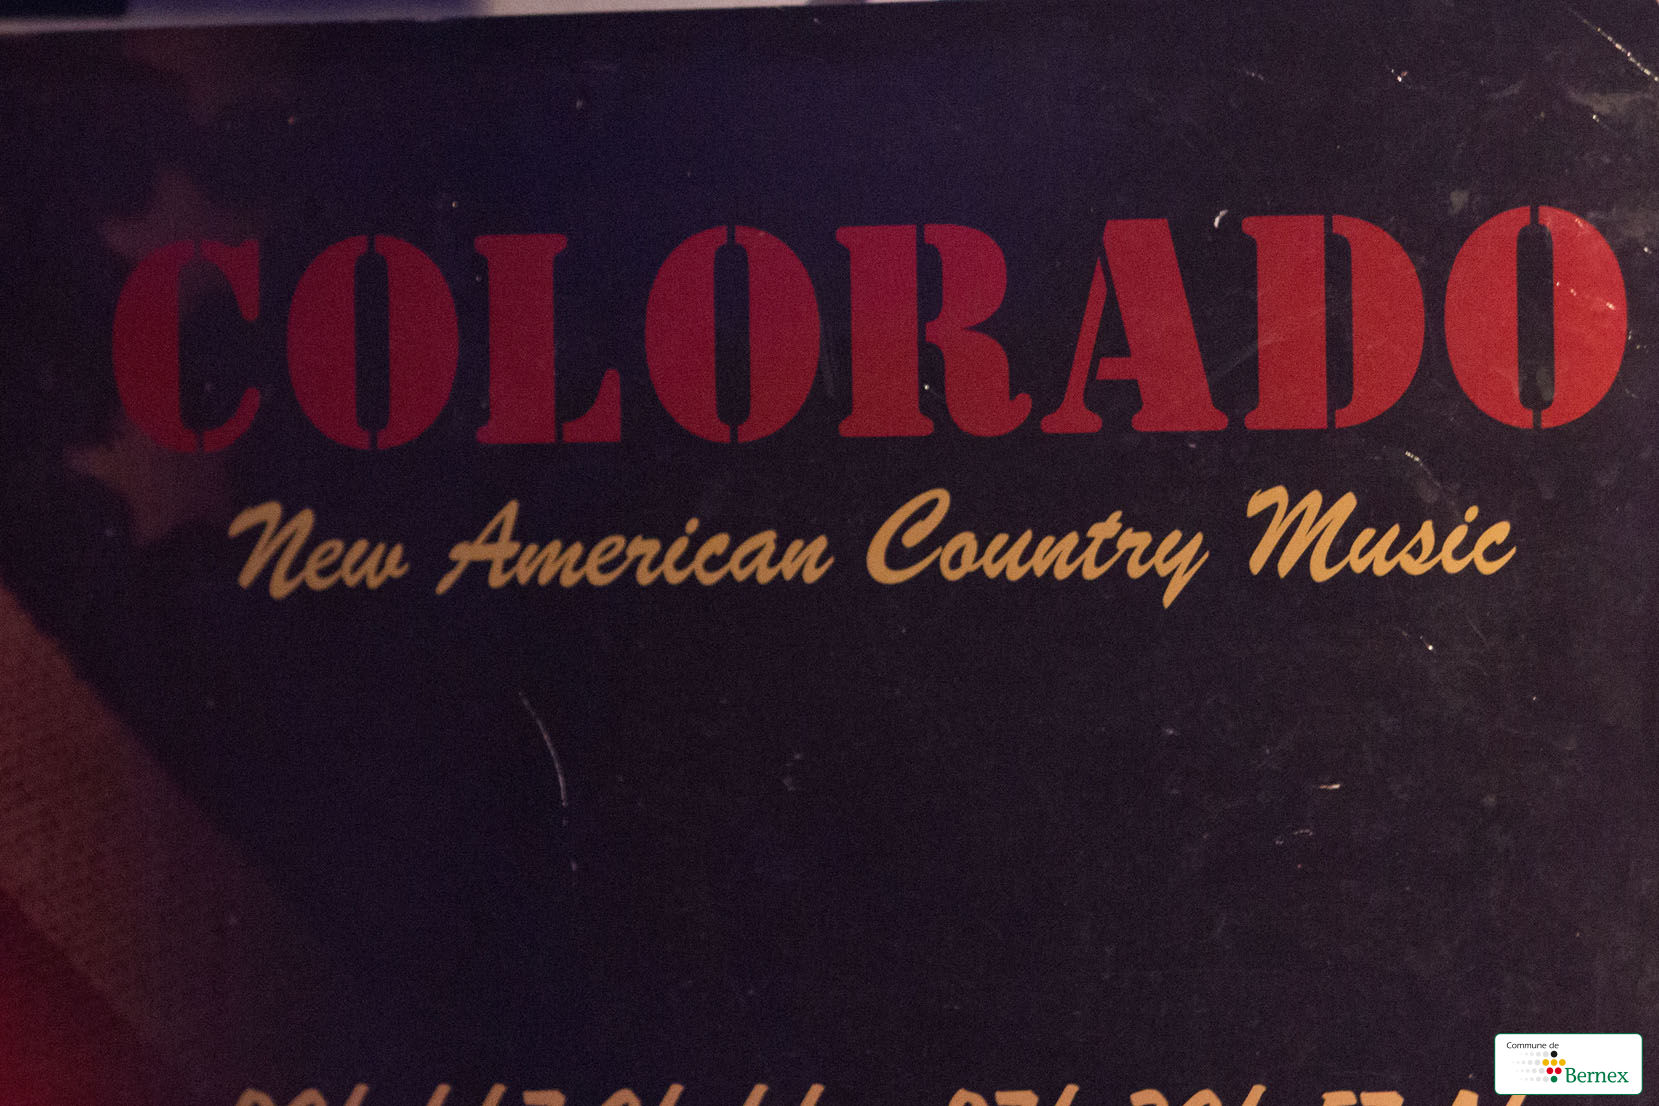 COLORADO
New American Country Music
Commune de
Bernex